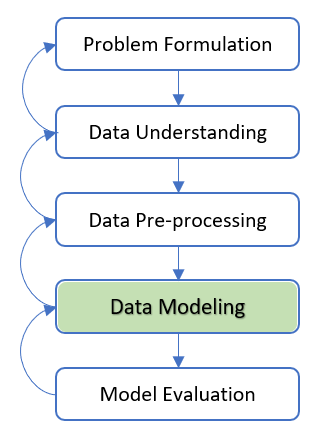 Problem Formulation
Data Understanding
Data Pre-processing
Data Modeling
Model Evaluation